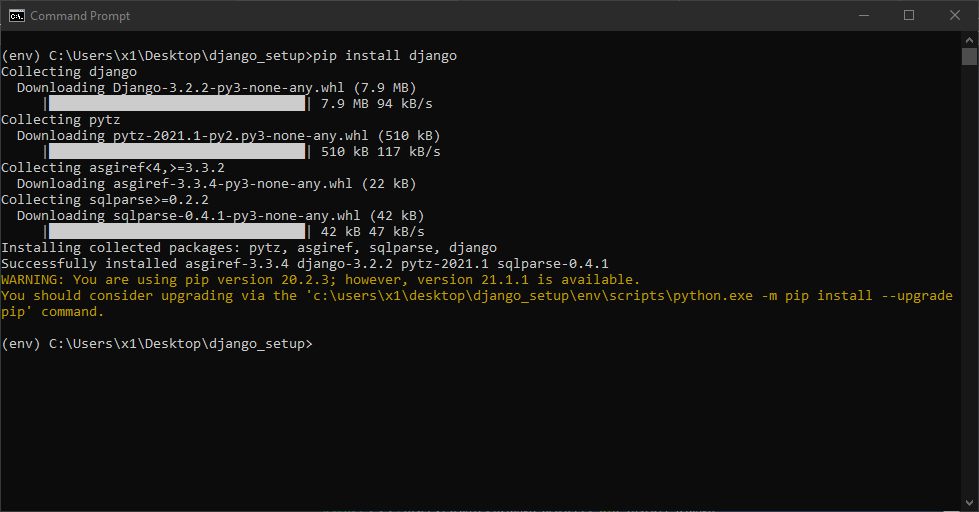 Command Prompt
(env) C:\Users\x1\Desktop\django_setup>pip install django
Collecting django
  Downloading Django-3.2.2-py3-none-any.whl (7.9 MB)
     |████████████████████████████████| 7.9 MB 94 kB/s
Collecting pytz
  Downloading pytz-2021.1-py2.py3-none-any.whl (510 kB)
     |████████████████████████████████| 510 kB 117 kB/s
Collecting asgiref<4,>=3.3.2
  Downloading asgiref-3.3.4-py3-none-any.whl (22 kB)
Collecting sqlparse>=0.2.2
  Downloading sqlparse-0.4.1-py3-none-any.whl (42 kB)
     |████████████████████████████████| 42 kB 47 kB/s
Installing collected packages: pytz, asgiref, sqlparse, django
Successfully installed asgiref-3.3.4 django-3.2.2 pytz-2021.1 sqlparse-0.4.1
WARNING: You are using pip version 20.2.3; however, version 21.1.1 is available.
You should consider upgrading via the 'c:\users\x1\desktop\django_setup\env\scripts\python.exe -m pip install --upgrade
pip' command.
(env) C:\Users\x1\Desktop\django_setup>